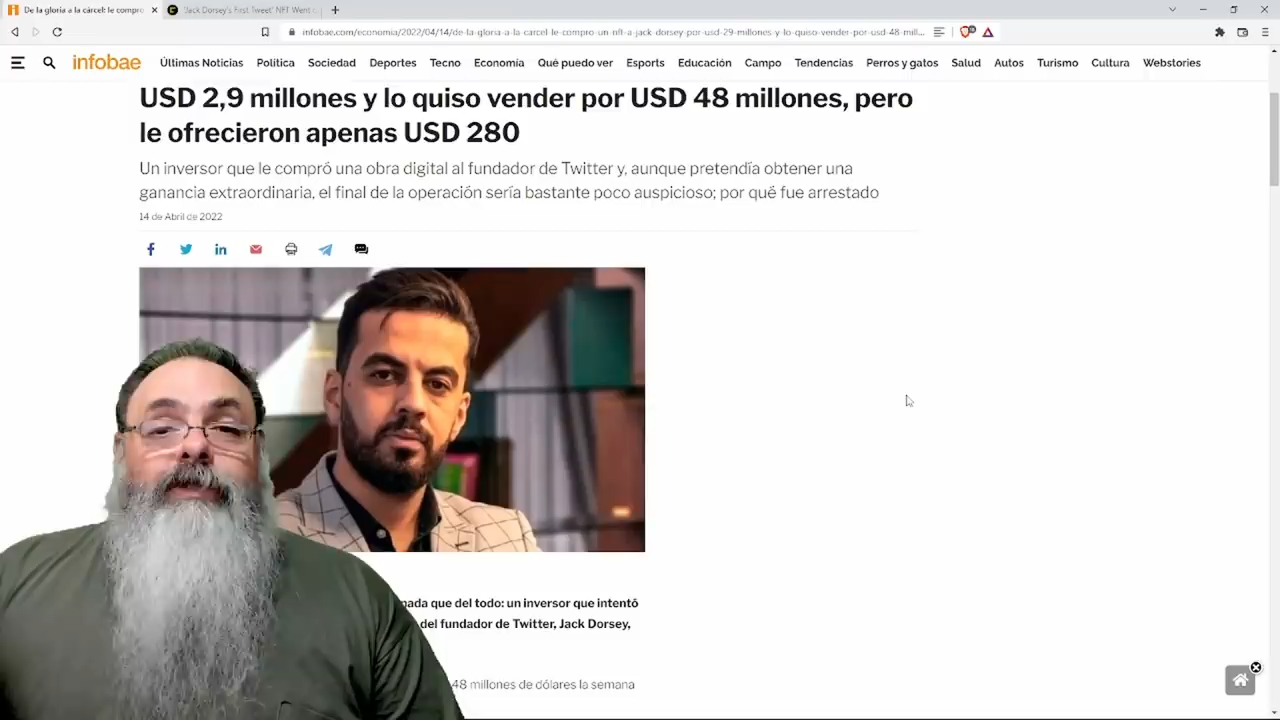 De la gloria a la cárcel: le compro
'Jack Dorsey's First Tweet' NFT Went
infobae.com/economia/2022/04/14/de-la-gloria-a-la-carcel-le-compro-un-nft-a-jack-dorsey-por-usd-29-millones-y-lo-quiso-vender-por-usd-48-mill...
infobae
Últimas Noticias Política Sociedad Deportes Tecno Economía Qué puedo ver Esports Educación Campo Tendencias Perros y gatos Salud Autos Turismo Cultura Webstories
USD 2,9 millones y lo quiso vender por USD 48 millones, pero
le ofrecieron apenas USD 280
Un inversor que le compró una obra digital al fundador de Twitter y, aunque pretendía obtener una
ganancia extraordinaria, el final de la operación sería bastante poco auspicioso; por qué fue arrestado
14 de Abril de 2022
nada que del todo: un inversor que intentó
del fundador de Twitter, Jack Dorsey,
48 millones de dólares la semana